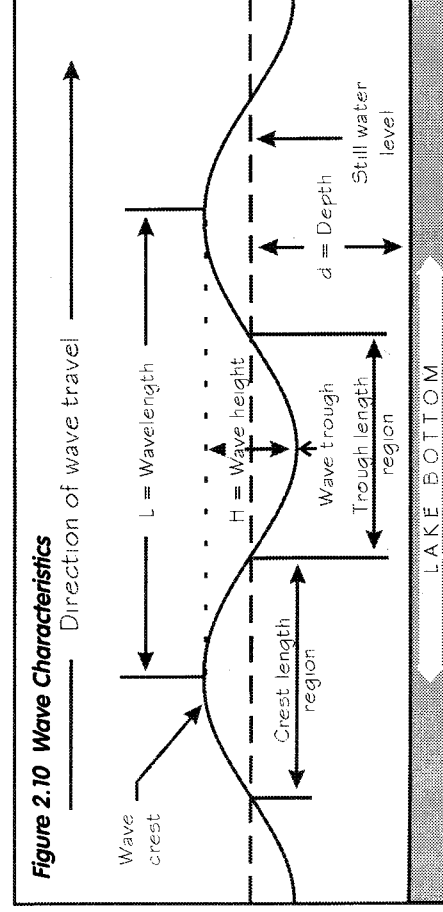 Figure 2.10 Wave Characteristics
Direction of wave travel
L = Wavelength
Wave
crest
H = Wave height
Crest length
region
Wave trough
Trough length
region
d = Depth
Still water
level
LAKE BOTTOM